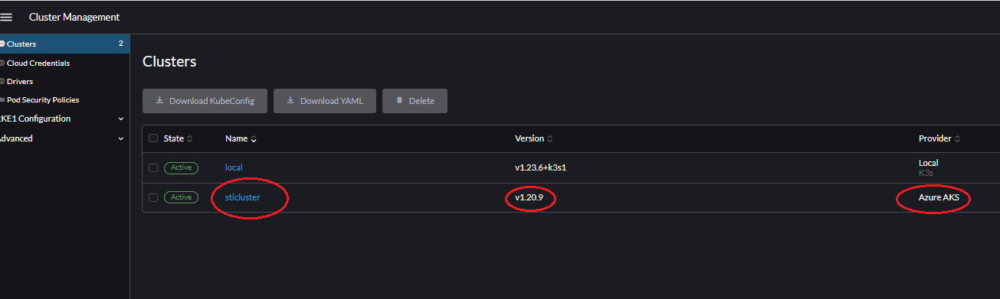 Cluster Management
Clusters 2
Cloud Credentials
Drivers
Pod Security Policies
KE1 Configuration
dvanced
Clusters
Download KubeConfig Download YAML Delete
State Name Version Provider
Active local v1.23.6+k3s1 Local
K3s
Active sticluster v1.20.9 Azure AKS